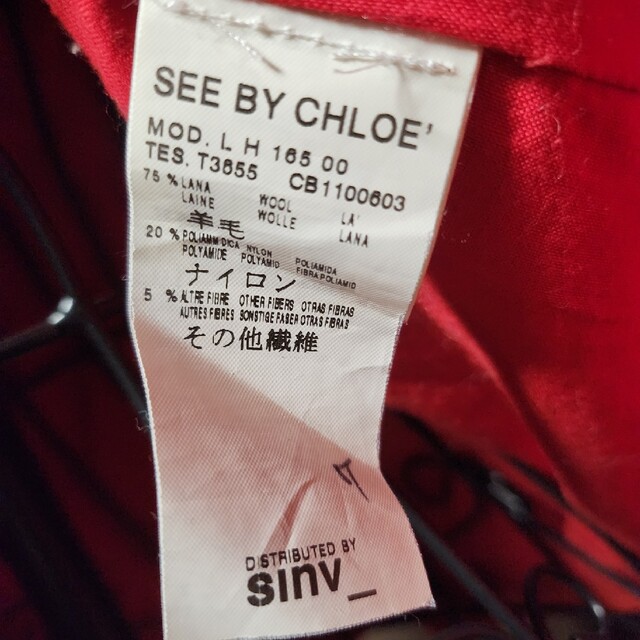 SEE BY CHLOE'
MOD. L H 165 00
TES. T3655 CB1100603
75 % LANA WOOL LA'
LAINE WOLLE LANA
羊毛
20 % POLIAMMIDICA NYLON POLIAMIDA
POLYAMIDE POLYAMID FIBRA POLIAMID
ナイロン
5 % ALTRE FIBRE OTHER FIBERS OTRAS FIBRAS
AUTRES FIBRES SONSTIGE FASER OTRAS FIBRAS
その他繊維
DISTRIBUTED BY
sinv_